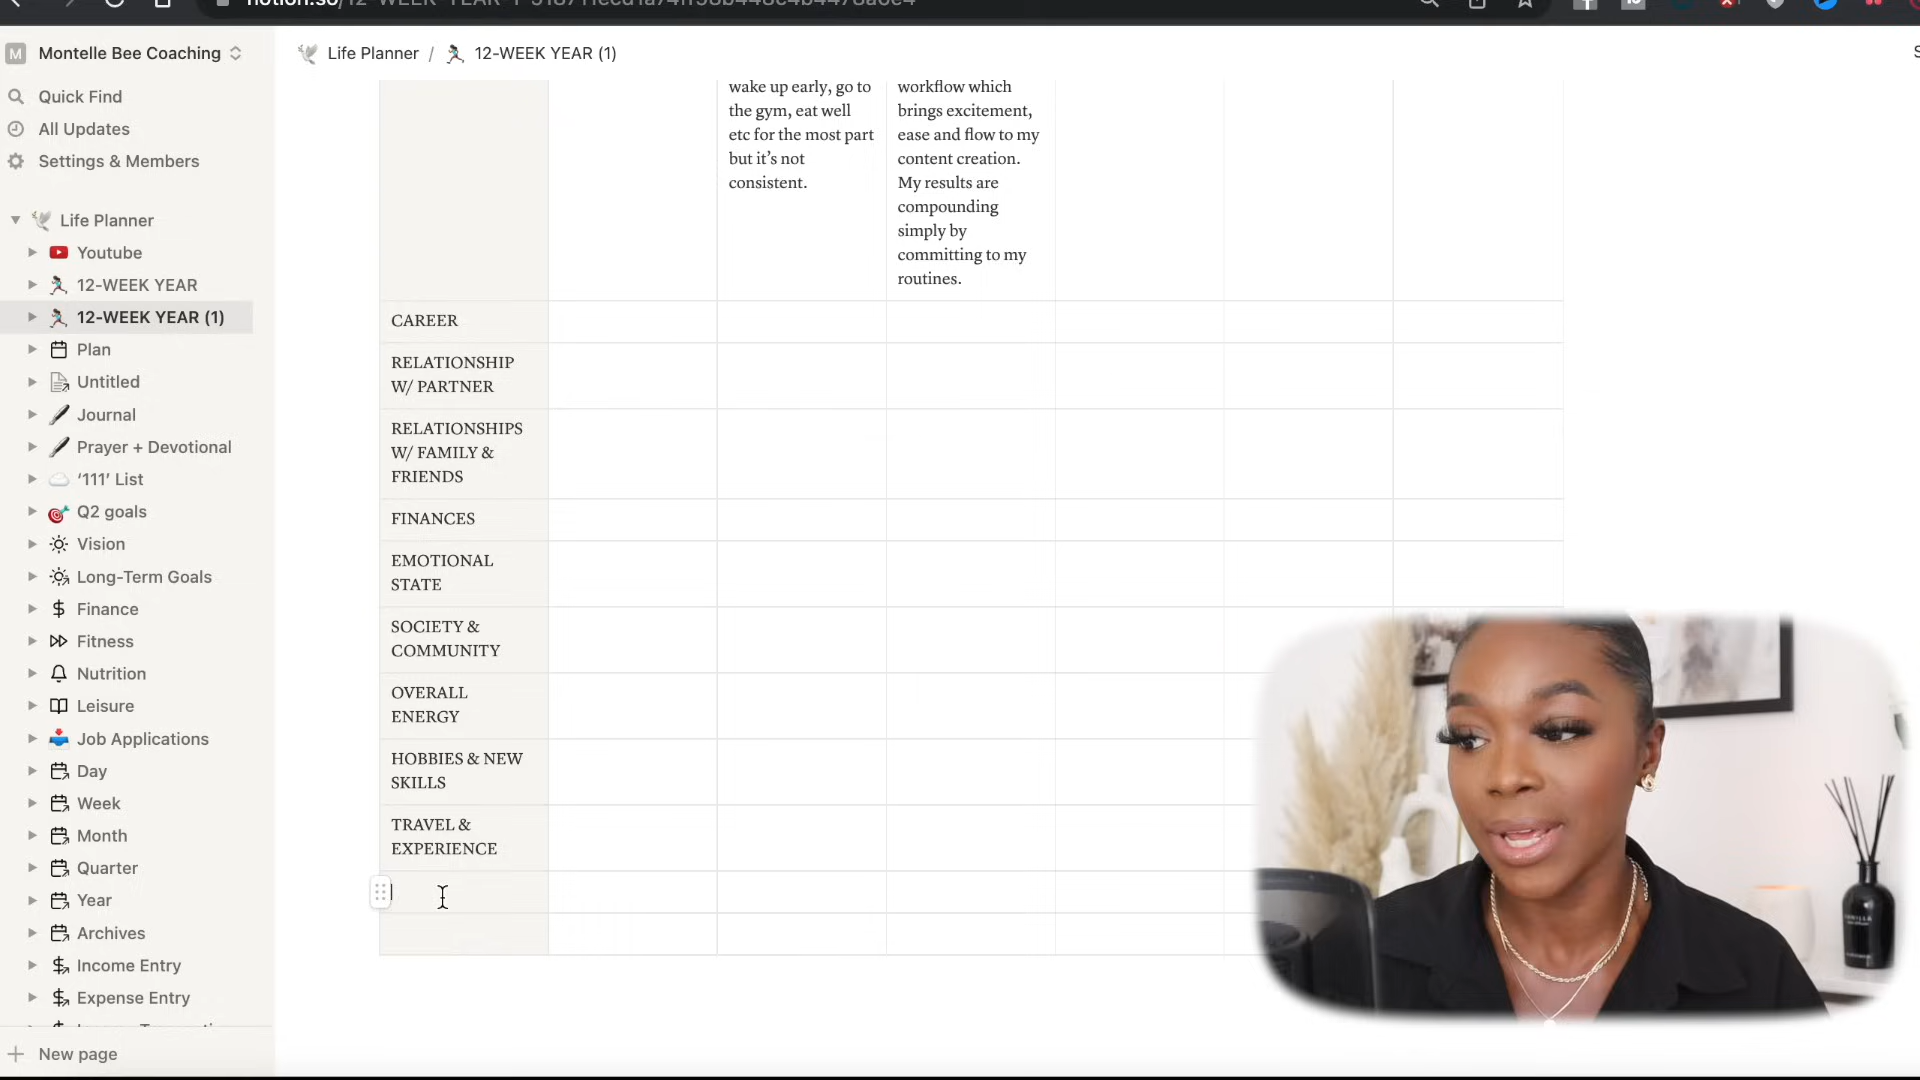 Montelle Bee Coaching
Quick Find
All Updates
Settings & Members
Life Planner
Youtube
12-WEEK YEAR
12-WEEK YEAR (1)
Plan
Untitled
Journal
Prayer + Devotional
‘111’ List
Q2 goals
Vision
Long-Term Goals
Finance
Fitness
Nutrition
Leisure
Job Applications
Day
Week
Month
Quarter
Year
Archives
Income Entry
Expense Entry
New page
Life Planner / 12-WEEK YEAR (1)
wake up early, go to
the gym, eat well
etc for the most part
but it’s not
consistent.
workflow which
brings excitement,
ease and flow to my
content creation.
My results are
compounding
simply by
committing to my
routines.
CAREER
RELATIONSHIP
W/ PARTNER
RELATIONSHIPS
W/ FAMILY &
FRIENDS
FINANCES
EMOTIONAL
STATE
SOCIETY &
COMMUNITY
OVERALL
ENERGY
HOBBIES & NEW
SKILLS
TRAVEL &
EXPERIENCE